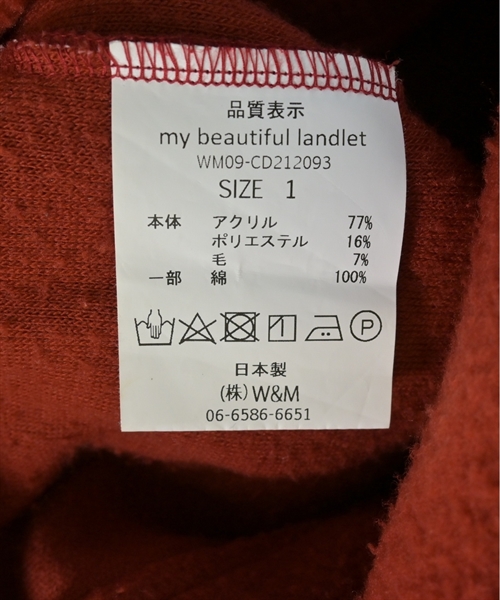 品質表示
my beautiful landlet
WM09-CD212093
SIZE 1
本体 アクリル 77%
ポリエステル 16%
毛 7%
一部 綿 100%
P
日本製
(株)W&M
06-6586-6651